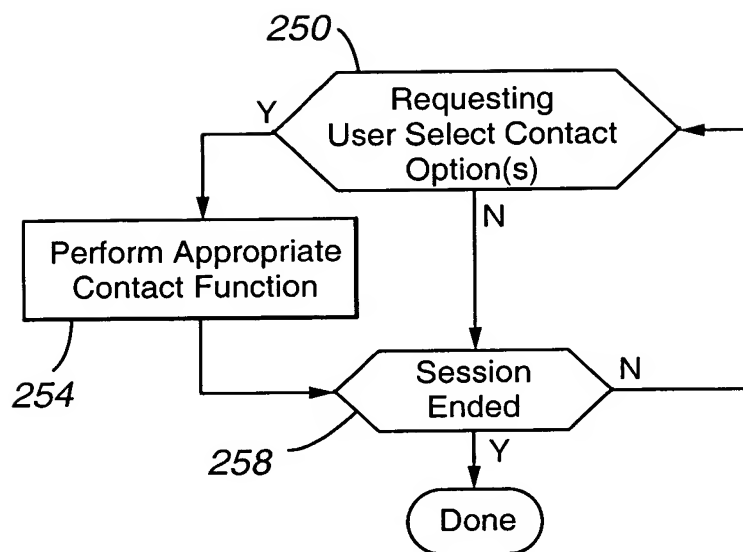 250
Y
Requesting
User Select Contact
Option(s)
N
Perform Appropriate
Contact Function
254
Session
Ended
N
258
Y
Done